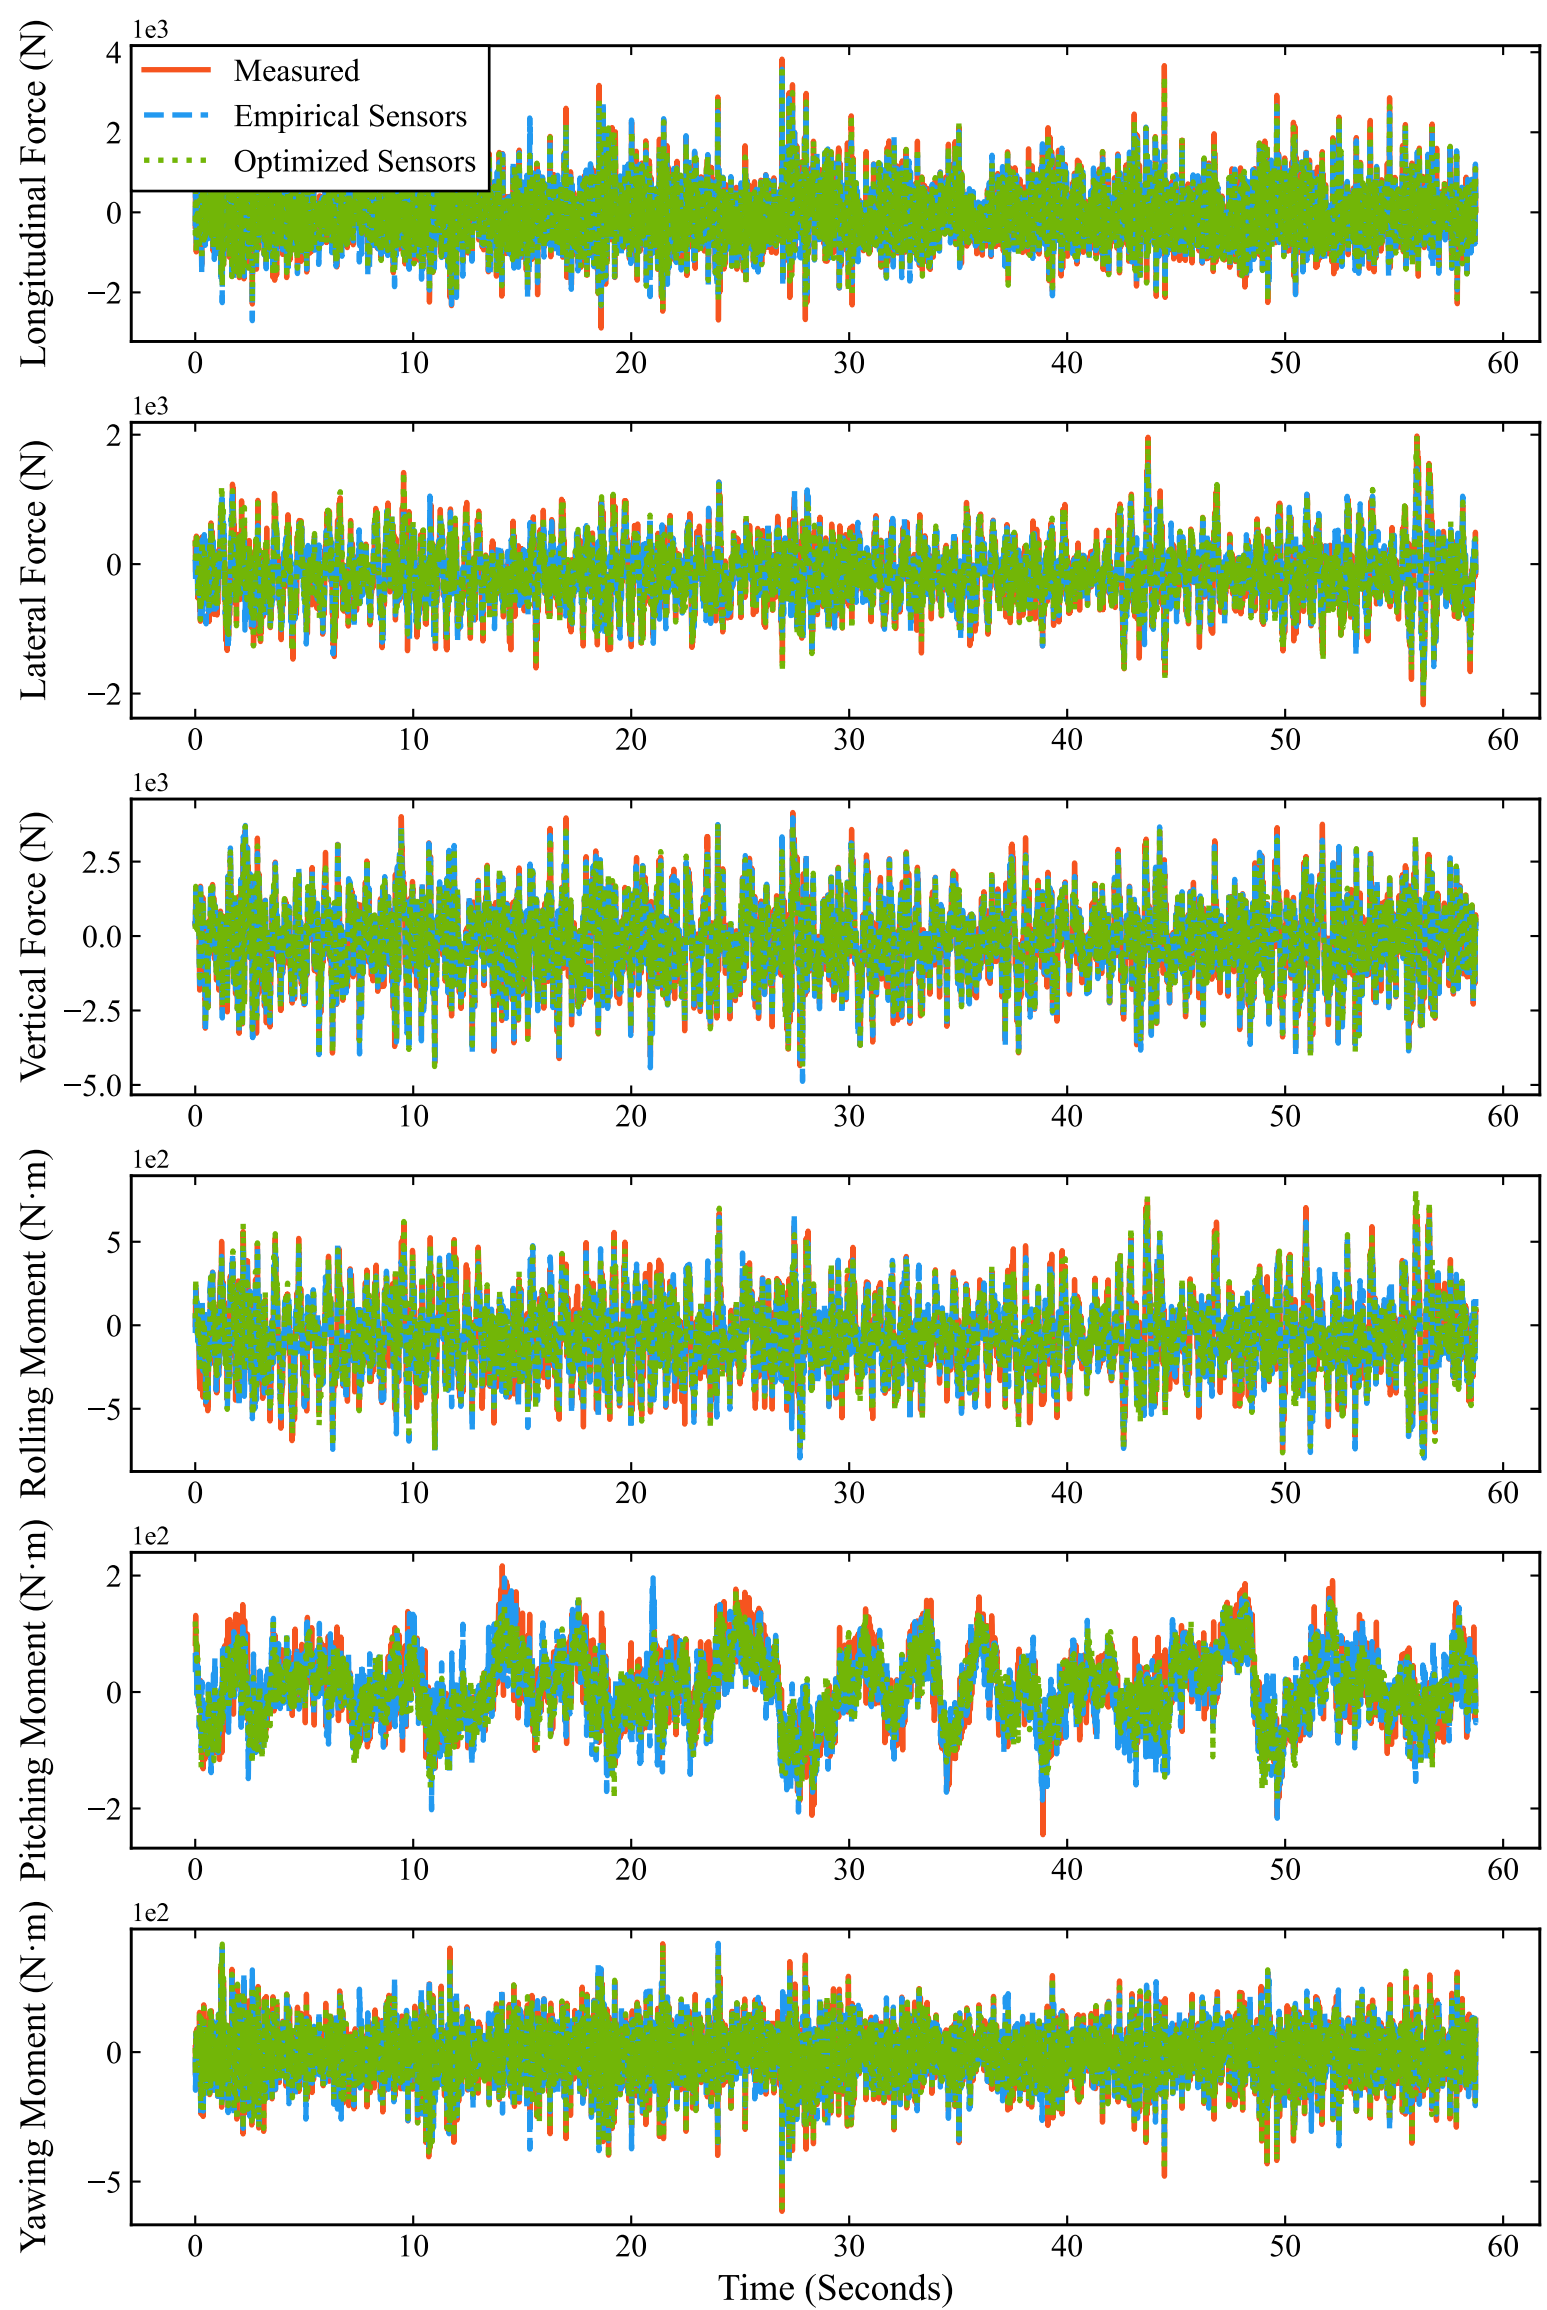 1e3
Longitudinal Force (N)
4
2
0
−2
Measured
Empirical Sensors
Optimized Sensors
0 10 20 30 40 50 60
1e3
Lateral Force (N)
2
0
−2
0 10 20 30 40 50 60
1e3
Vertical Force (N)
2.5
0.0
−2.5
−5.0
0 10 20 30 40 50 60
1e2
Rolling Moment (N·m)
5
0
−5
0 10 20 30 40 50 60
1e2
Pitching Moment (N·m)
2
0
−2
0 10 20 30 40 50 60
1e2
Yawing Moment (N·m)
0
−5
0 10 20 30 40 50 60
Time (Seconds)